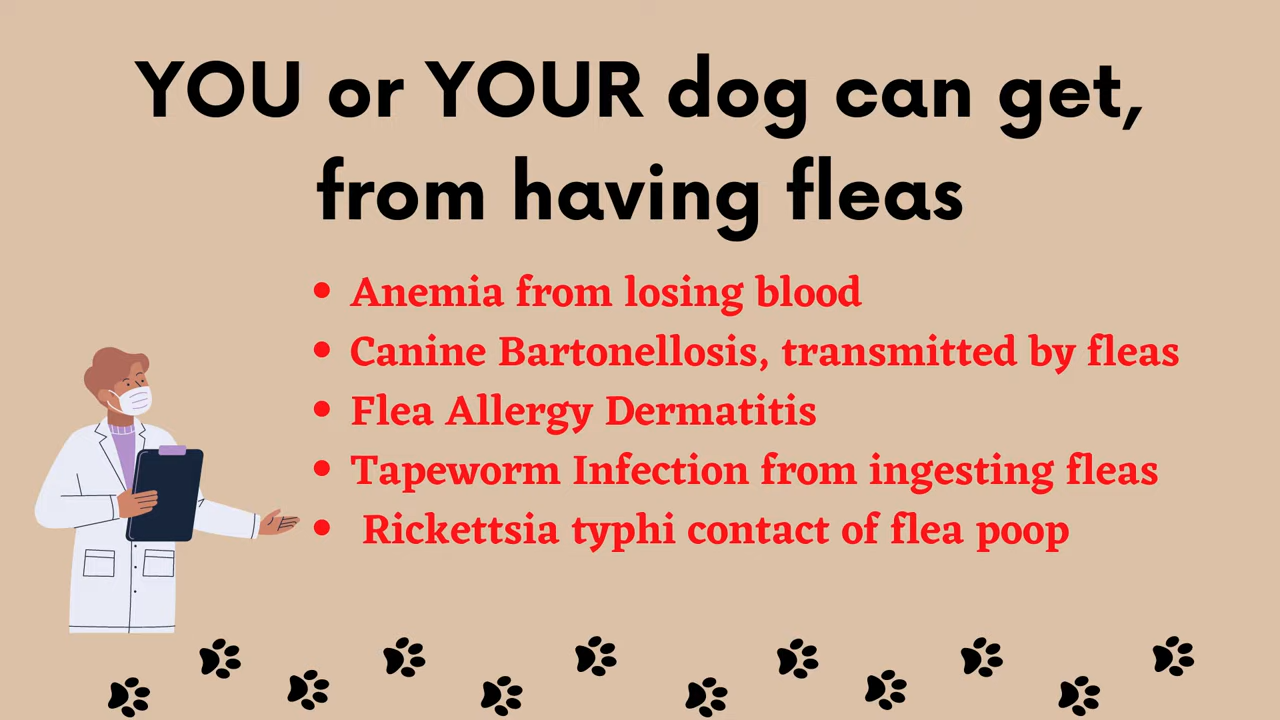 YOU or YOUR dog can get,
from having fleas
• Anemia from losing blood
• Canine Bartonellosis, transmitted by fleas
• Flea Allergy Dermatitis
• Tapeworm Infection from ingesting fleas
• Rickettsia typhi contact of flea poop